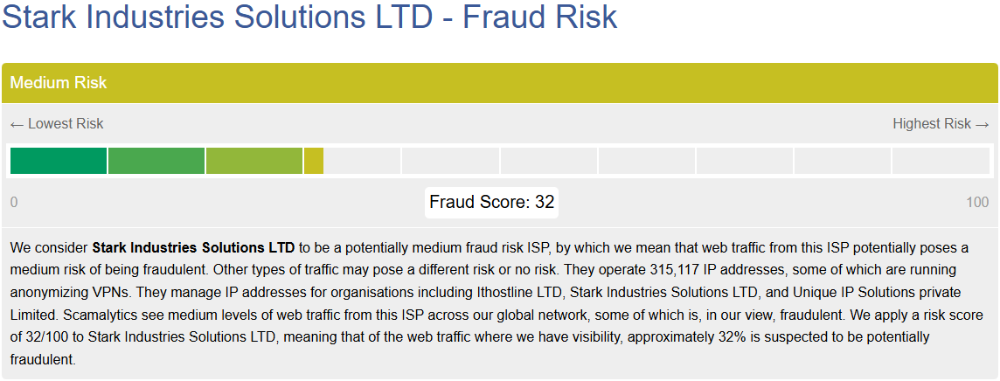 Stark Industries Solutions LTD - Fraud Risk
Medium Risk
← Lowest Risk Highest Risk →
0 Fraud Score: 32 100
We consider Stark Industries Solutions LTD to be a potentially medium fraud risk ISP, by which we mean that web traffic from this ISP potentially poses a
medium risk of being fraudulent. Other types of traffic may pose a different risk or no risk. They operate 315,117 IP addresses, some of which are running
anonymizing VPNs. They manage IP addresses for organisations including Ithostline LTD, Stark Industries Solutions LTD, and Unique IP Solutions private
Limited. Scamalytics see medium levels of web traffic from this ISP across our global network, some of which is, in our view, fraudulent. We apply a risk score
of 32/100 to Stark Industries Solutions LTD, meaning that of the web traffic where we have visibility, approximately 32% is suspected to be potentially
fraudulent.